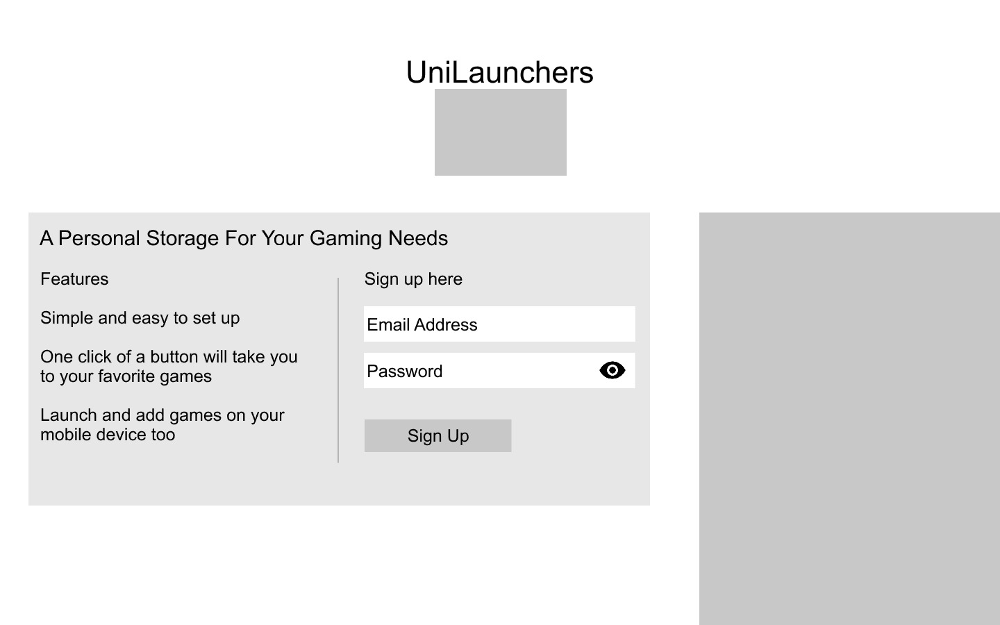 UniLaunchers
A Personal Storage For Your Gaming Needs
Features
Simple and easy to set up
One click of a button will take you
to your favorite games
Launch and add games on your
mobile device too
Sign up here
Email Address
Password
Sign Up